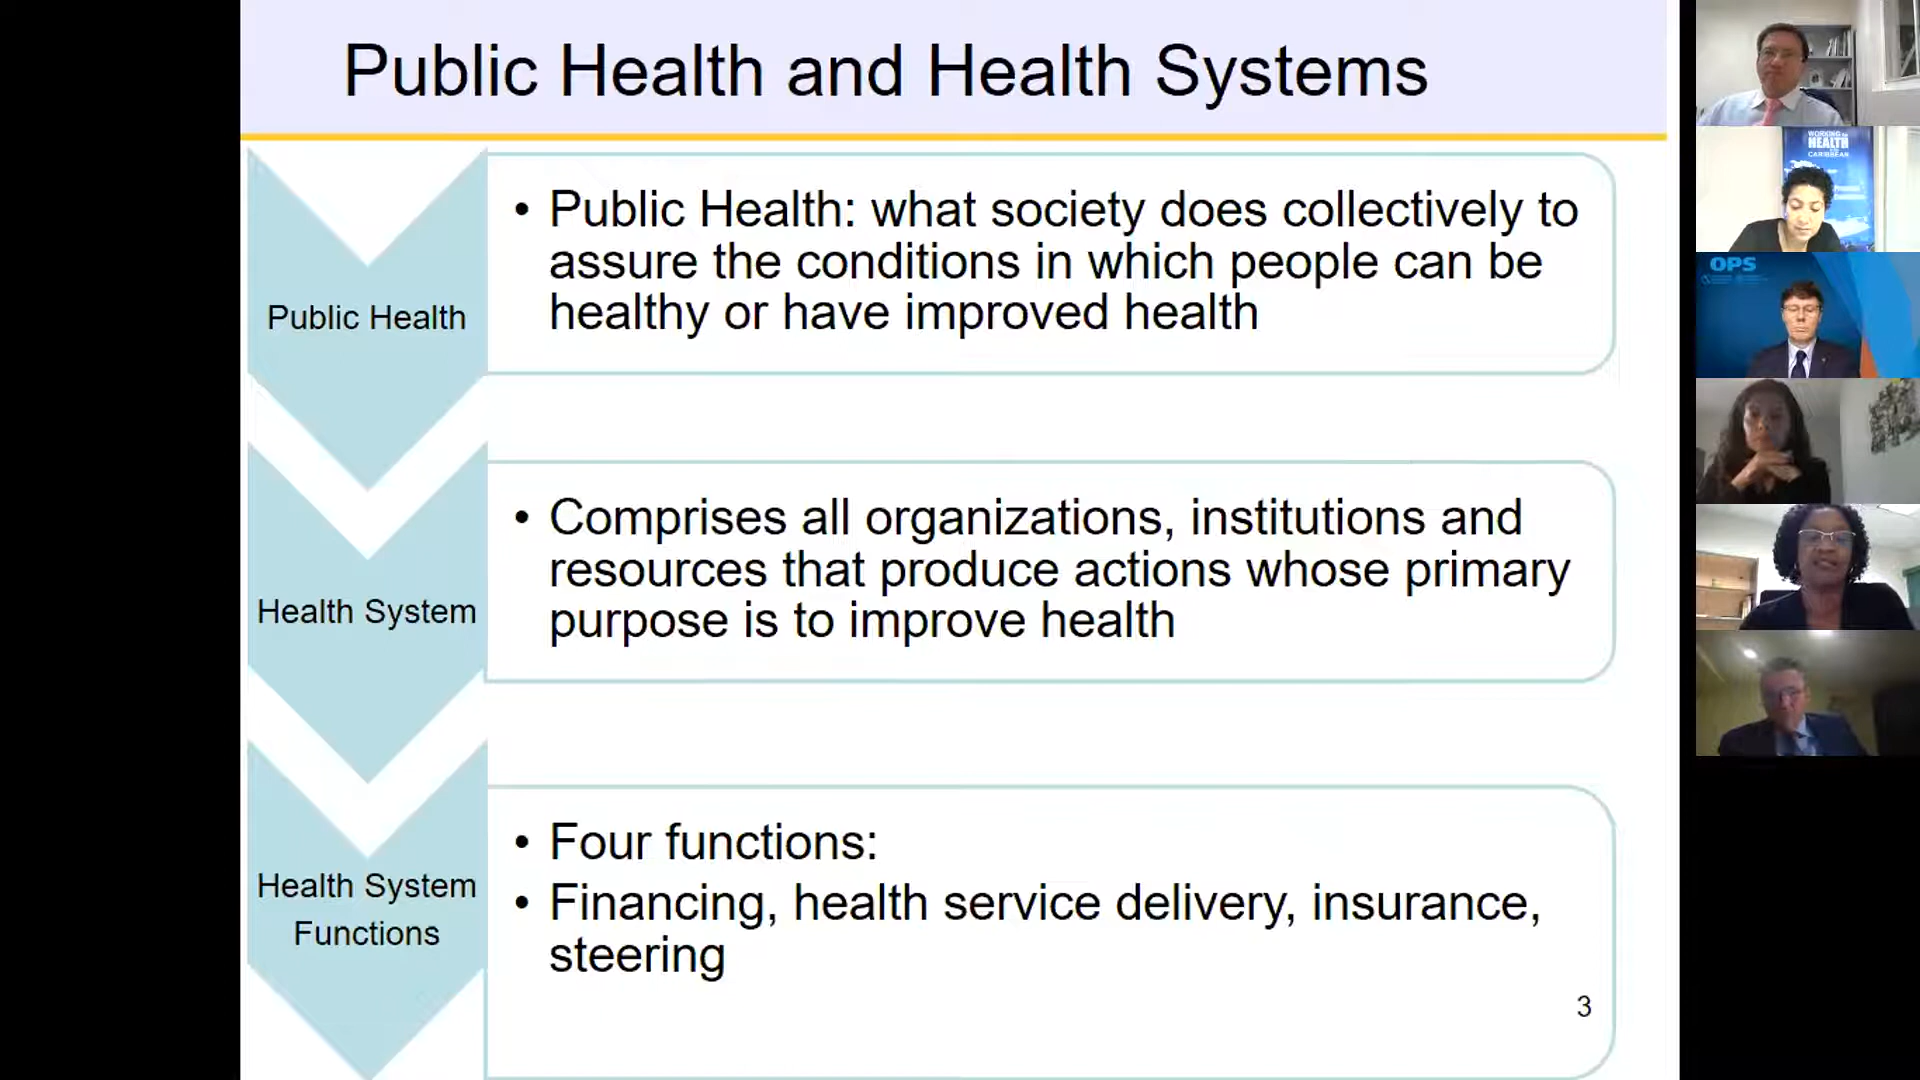 Public Health and Health Systems
Public Health
• Public Health: what society does collectively to
assure the conditions in which people can be
healthy or have improved health
Health System
• Comprises all organizations, institutions and
resources that produce actions whose primary
purpose is to improve health
Health System
Functions
• Four functions:
• Financing, health service delivery, insurance,
steering
3
WORKING
HEALTH
CARIBBEAN
OPS